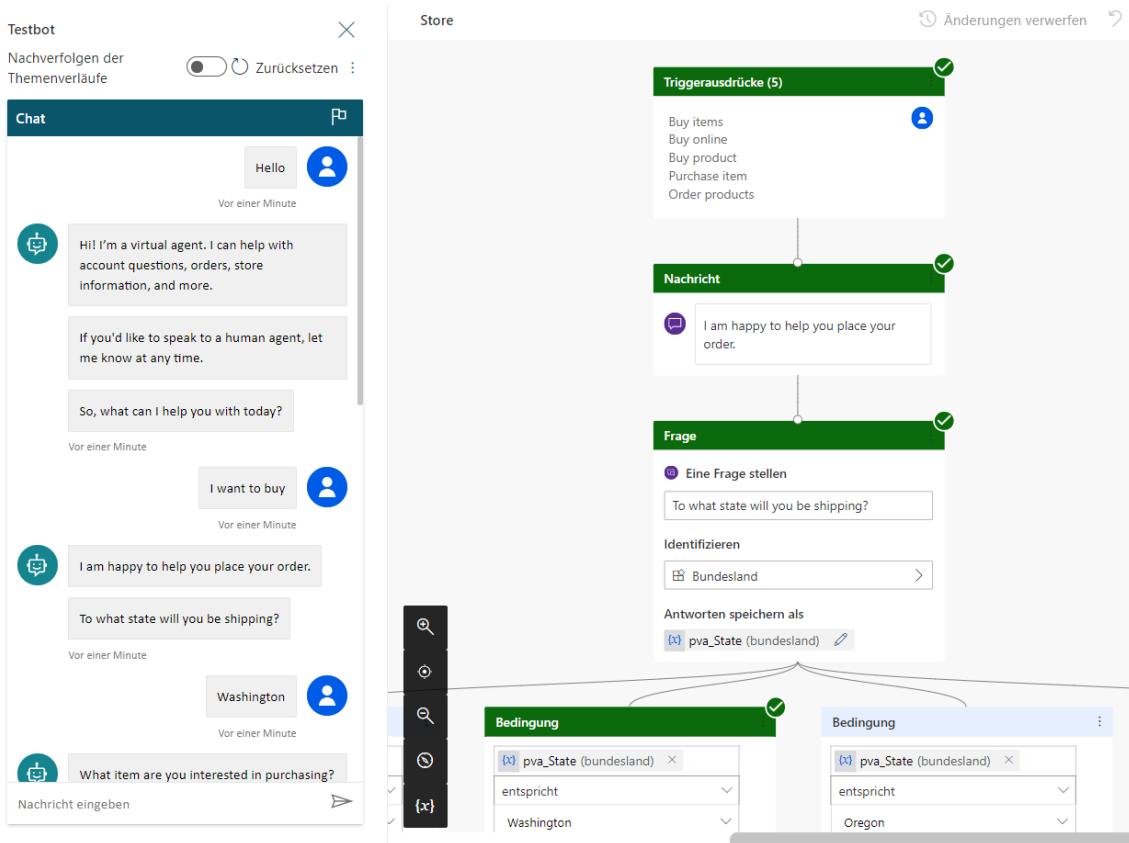 Testbot
Nachverfolgen der
Themenverläufe
Zurücksetzen
Chat
Hello
Vor einer Minute
Hi! I'm a virtual agent. I can help with
account questions, orders, store
information, and more.
If you'd like to speak to a human agent, let
me know at any time.
So, what can I help you with today?
Vor einer Minute
I want to buy
Vor einer Minute
I am happy to help you place your order.
To what state will you be shipping?
Vor einer Minute
Washington
Vor einer Minute
What item are you interested in purchasing?
Nachricht eingeben
Store
Änderungen verwerfen
Triggerausdrücke (5)
Buy items
Buy online
Buy product
Purchase item
Order products
Nachricht
I am happy to help you place your
order.
Frage
Eine Frage stellen
To what state will you be shipping?
Identifizieren
Bundesland
Antworten speichern als
{x} pva_State (bundesland)
{x}
Bedingung
{x} pva_State (bundesland)
entspricht
Washington
Bedingung
{x} pva_State (bundesland)
entspricht
Oregon